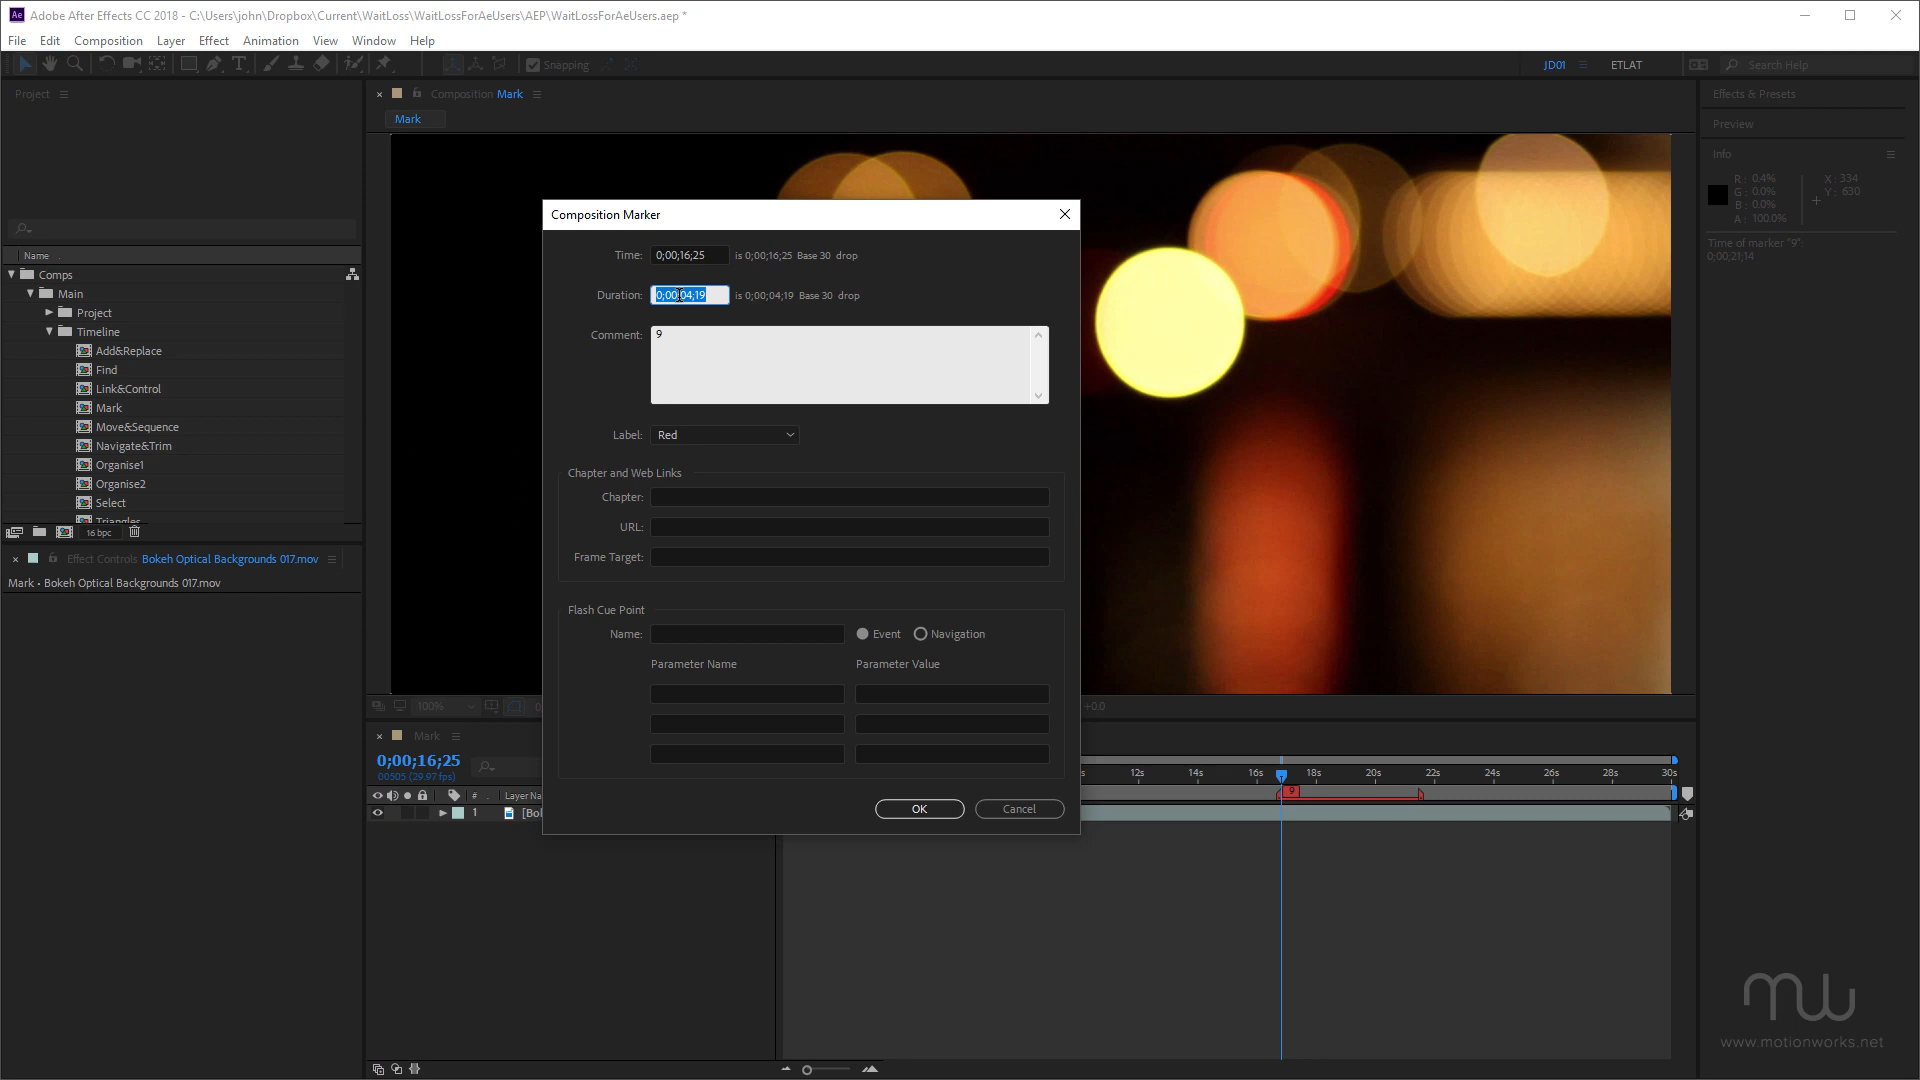 Adobe After Effects CC 2018 - C:\Users\john\Dropbox\Current\WaitLoss\WaitLossForAeUsers\AEP\WaitLossForAeUsers.aep *
File Edit Composition Layer Effect Animation View Window Help
Snapping
JD01
ETLAT
Search Help
Project
Composition Mark
Mark
Effects & Presets
Preview
Info
R: 0.4%
G: 0.0%
B: 0.0%
A: 100.0%
X: 334
Y: 630
Time of marker "9":
0;00;21;14
Name
Comps
Main
Project
Timeline
Add&Replace
Find
Link&Control
Mark
Move&Sequence
Navigate&Trim
Organise1
Organise2
Select
Triangles
16 bpc
Effect Controls Bokeh Optical Backgrounds 017.mov
Mark • Bokeh Optical Backgrounds 017.mov
Composition Marker
Time: 0;00;16;25 is 0;00;16;25 Base 30 drop
Duration: 0;00;04;19 is 0;00;04;19 Base 30 drop
Comment: 9
Label: Red
Chapter and Web Links
Chapter:
URL:
Frame Target:
Flash Cue Point
Name:
Event
Navigation
Parameter Name
Parameter Value
OK
Cancel
100%
+0.0
Mark
0;00;16;25
00505 (29.97 fps)
# Layer Na
1 [Bol
12s 14s 16s 18s 20s 22s 24s 26s 28s 30s
9
mw
www.motionworks.net